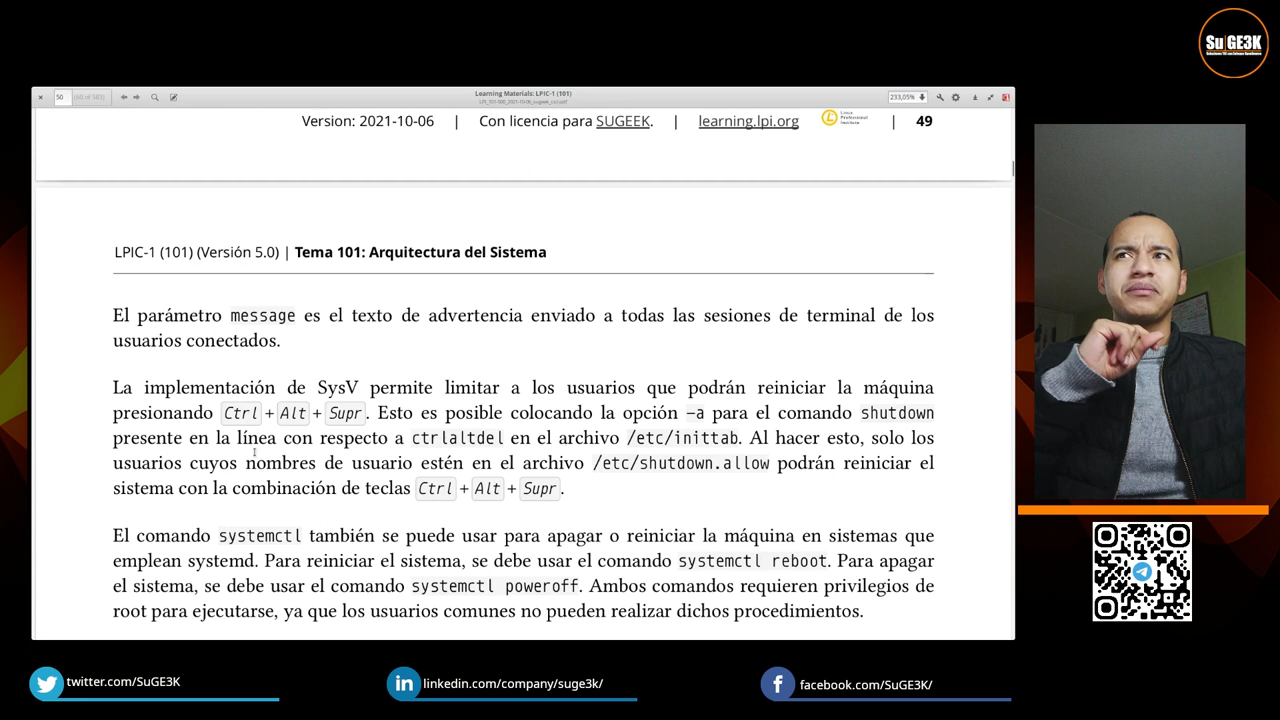 Su GE3K
Learning Materials: LPIC-1 (101)
50
233,05%
Version: 2021-10-06 | Con licencia para SUGEEK. | learning.lpi.org Linux Professional Institute | 49
LPIC-1 (101) (Versión 5.0) | Tema 101: Arquitectura del Sistema
El parámetro message es el texto de advertencia enviado a todas las sesiones de terminal de los
usuarios conectados.
La implementación de SysV permite limitar a los usuarios que podrán reiniciar la máquina
presionando Ctrl + Alt + Supr. Esto es posible colocando la opción -a para el comando shutdown
presente en la línea con respecto a ctrlaltdel en el archivo /etc/inittab. Al hacer esto, solo los
usuarios cuyos nombres de usuario estén en el archivo /etc/shutdown.allow podrán reiniciar el
sistema con la combinación de teclas Ctrl + Alt + Supr.
El comando systemctl también se puede usar para apagar o reiniciar la máquina en sistemas que
emplean systemd. Para reiniciar el sistema, se debe usar el comando systemctl reboot. Para apagar
el sistema, se debe usar el comando systemctl poweroff. Ambos comandos requieren privilegios de
root para ejecutarse, ya que los usuarios comunes no pueden realizar dichos procedimientos.
twitter.com/SuGE3K
linkedin.com/company/suge3k/
facebook.com/SuGE3K/